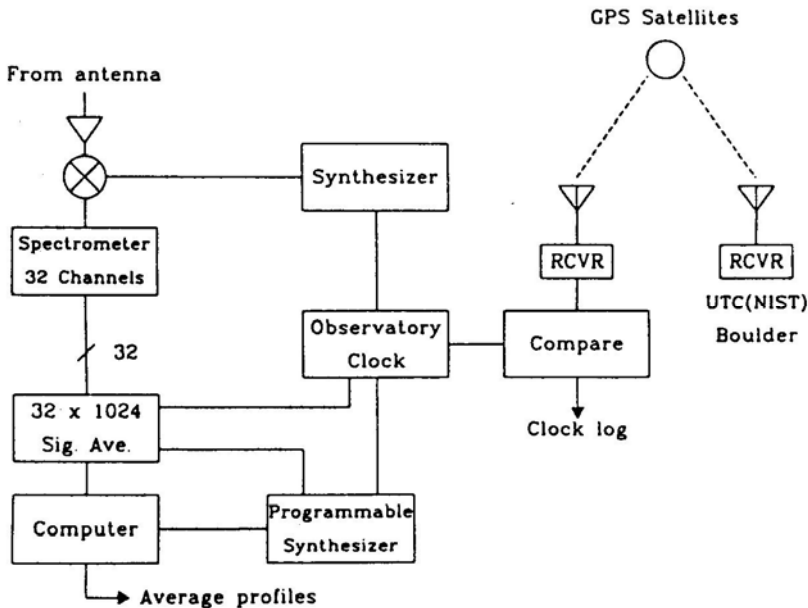 GPS Satellites
From antenna
Synthesizer
Spectrometer
32 Channels
RCVR
RCVR
UTC(NIST)
Boulder
32
Observatory
Clock
Compare
32 x 1024
Sig. Ave.
Clock log
Computer
Programmable
Synthesizer
Average profiles